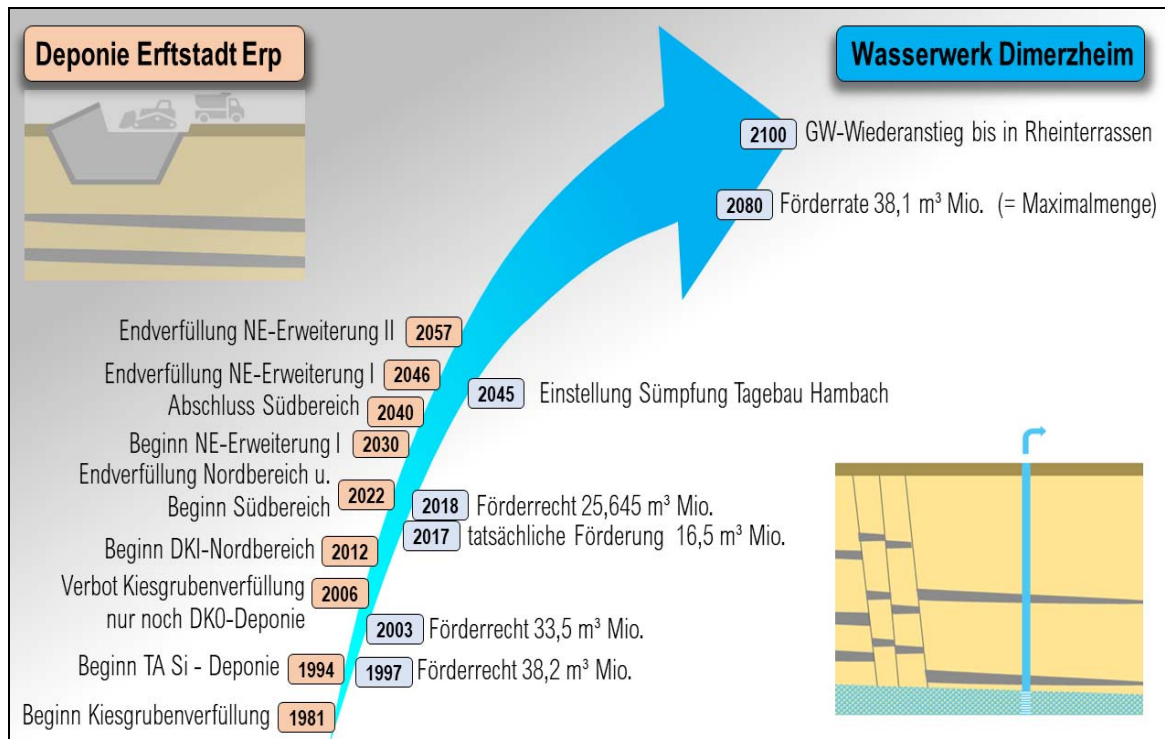 Deponie Erftstadt Erp
Wasserwerk Dimerzheim
2100 GW-Wiederanstieg bis in Rheinterrassen
2080 Förderrate 38,1 m³ Mio. (= Maximalmenge)
Endverfüllung NE-Erweiterung II 2057
Endverfüllung NE-Erweiterung I 2046
2045 Einstellung Sümpfung Tagebau Hambach
Abschluss Südbereich 2040
Beginn NE-Erweiterung I 2030
Endverfüllung Nordbereich u.
Beginn Südbereich 2022
2018 Förderrecht 25,645 m³ Mio.
2017 tatsächliche Förderung 16,5 m³ Mio.
Beginn DKI-Nordbereich 2012
Verbot Kiesgrubenverfüllung 2006
nur noch DK0-Deponie
2003 Förderrecht 33,5 m³ Mio.
Beginn TA Si - Deponie 1994
1997 Förderrecht 38,2 m³ Mio.
Beginn Kiesgrubenverfüllung 1981